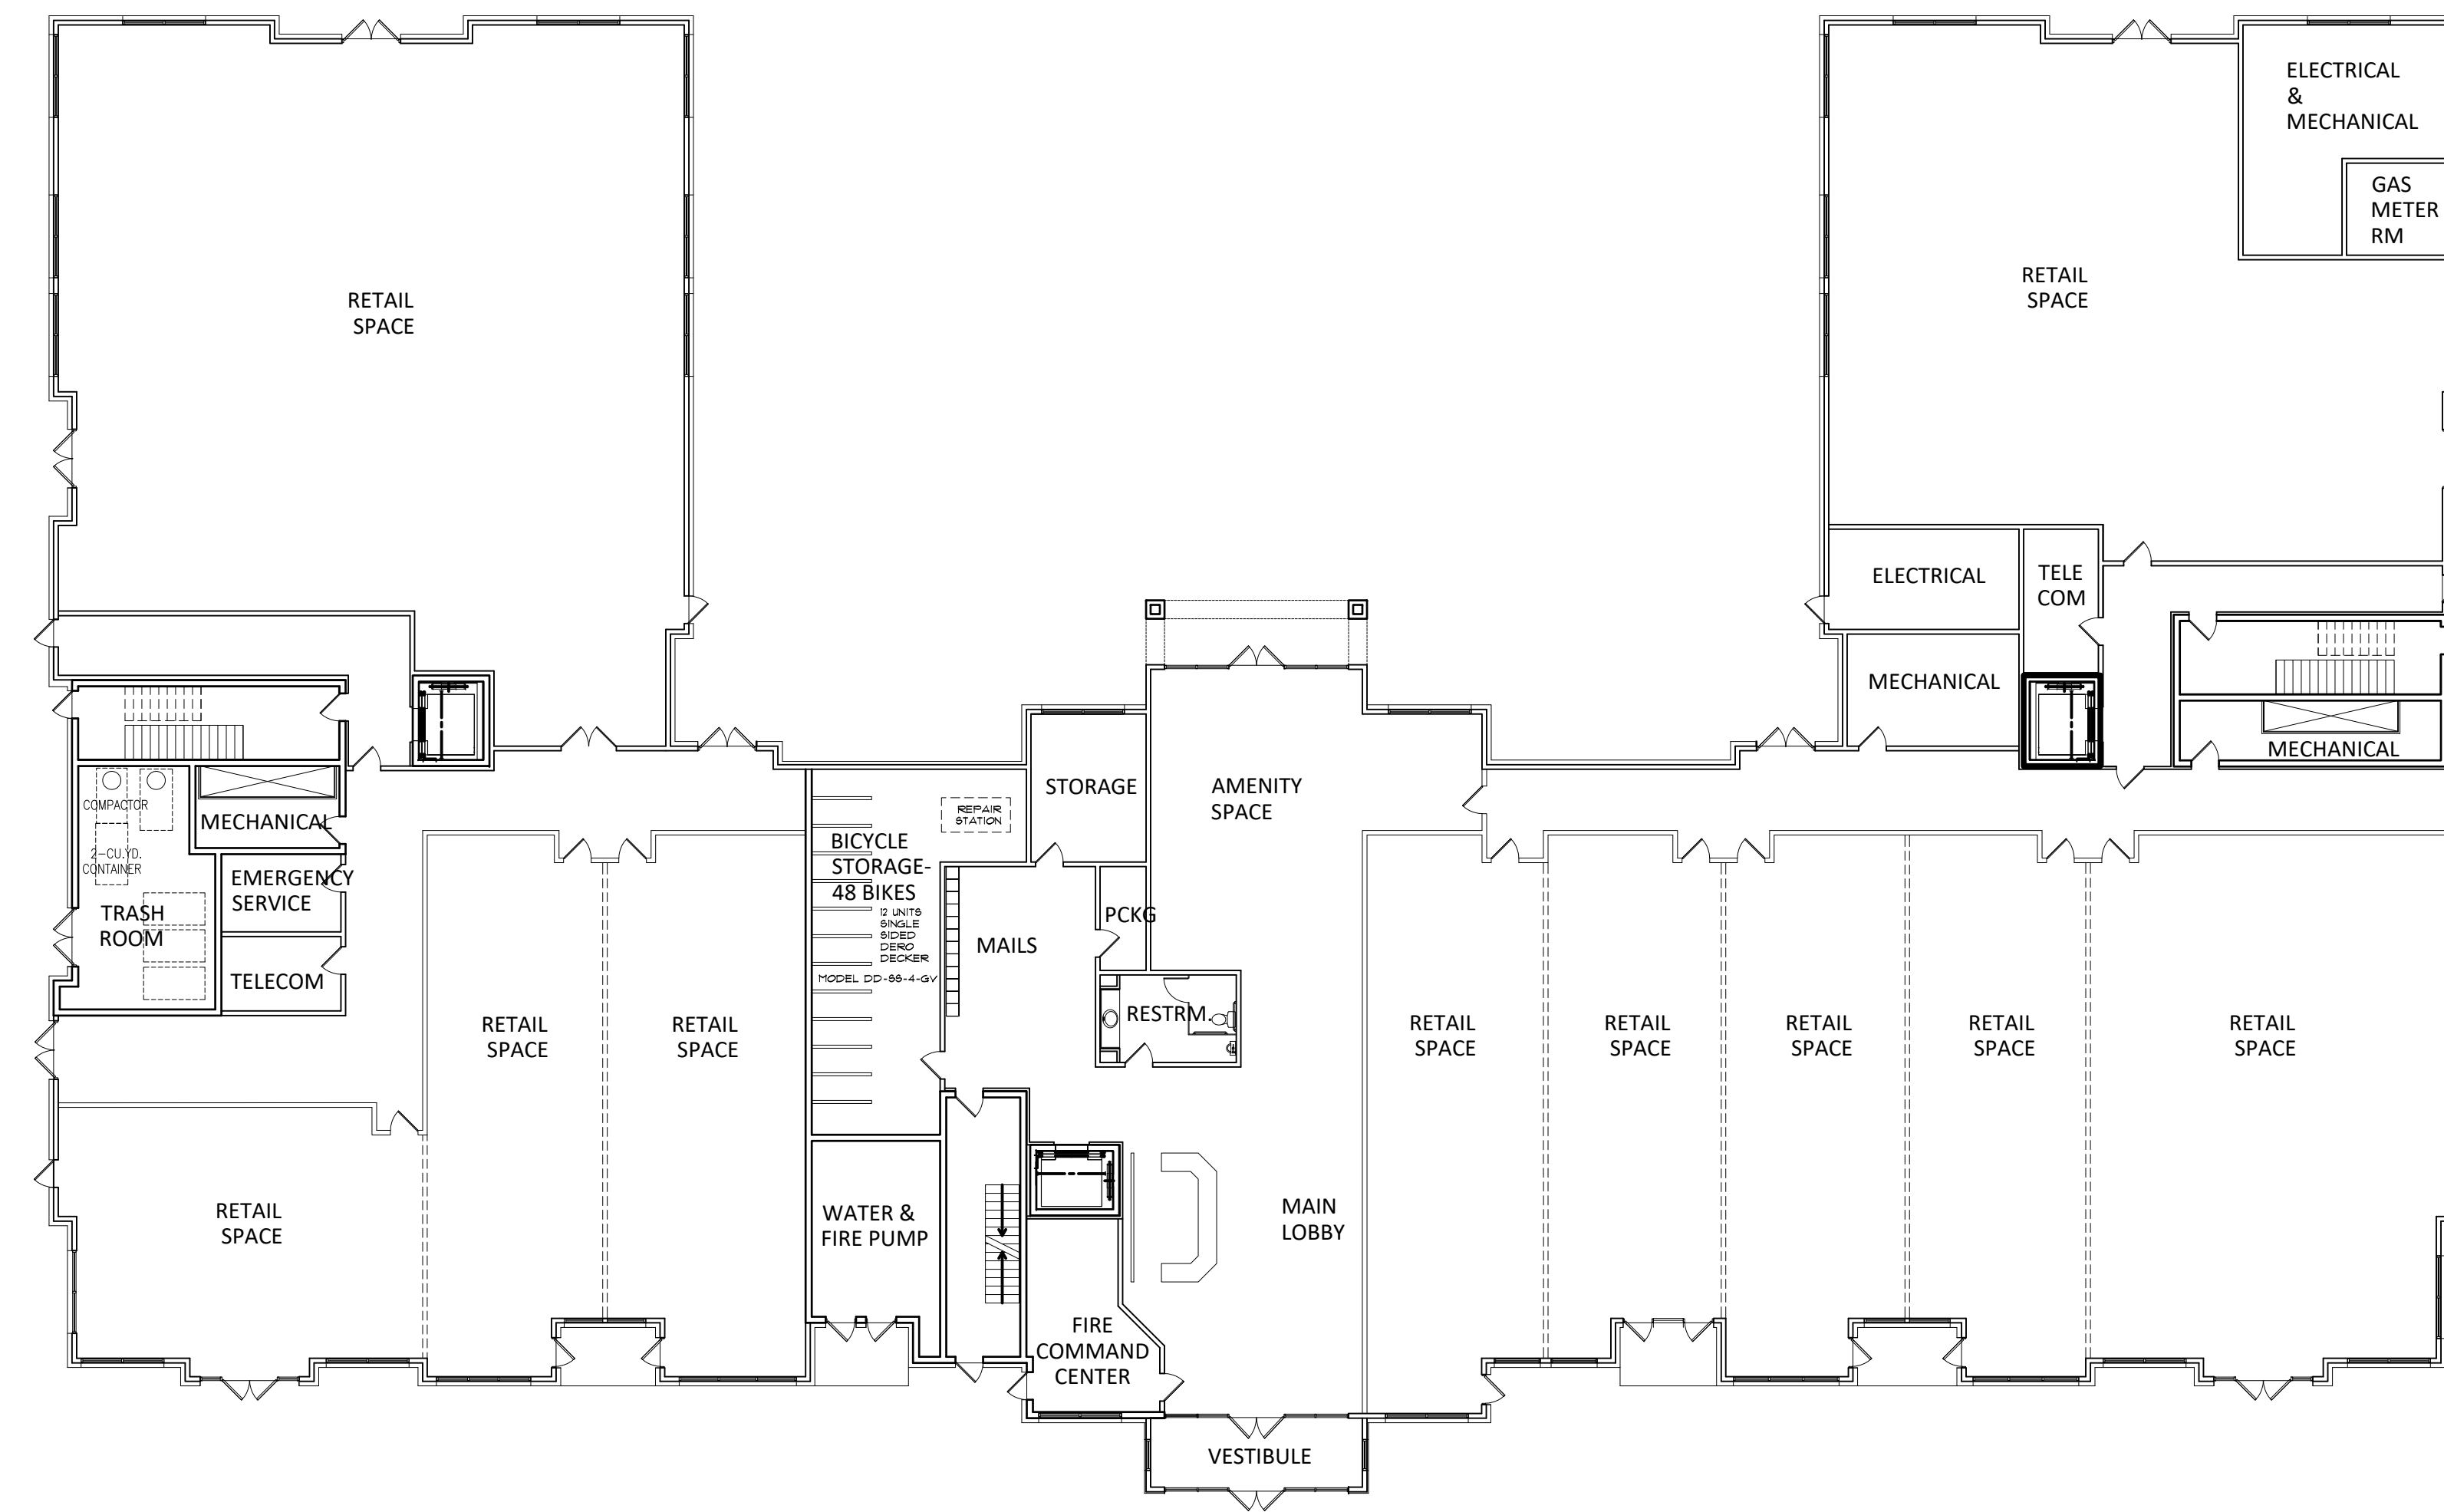 ELECTRICAL
&
MECHANICAL
GAS
METER
RM
RETAIL
SPACE
RETAIL
SPACE
ELECTRICAL
TELE
COM
MECHANICAL
MECHANICAL
STORAGE
AMENITY
SPACE
COMPACTOR
MECHANICAL
2-CU.YD.
CONTAINER
EMERGENCY
SERVICE
TRASH
ROOM
TELECOM
REPAIR
STATION
BICYCLE
STORAGE-
48 BIKES
12 UNITS
SINGLE
SIDED
DERO
DECKER
MODEL DD-SS-4-GV
MAILS
PCKG
RESTRM.
RETAIL
SPACE
RETAIL
SPACE
RETAIL
SPACE
RETAIL
SPACE
RETAIL
SPACE
RETAIL
SPACE
RETAIL
SPACE
RETAIL
SPACE
WATER &
FIRE PUMP
MAIN
LOBBY
FIRE
COMMAND
CENTER
VESTIBULE